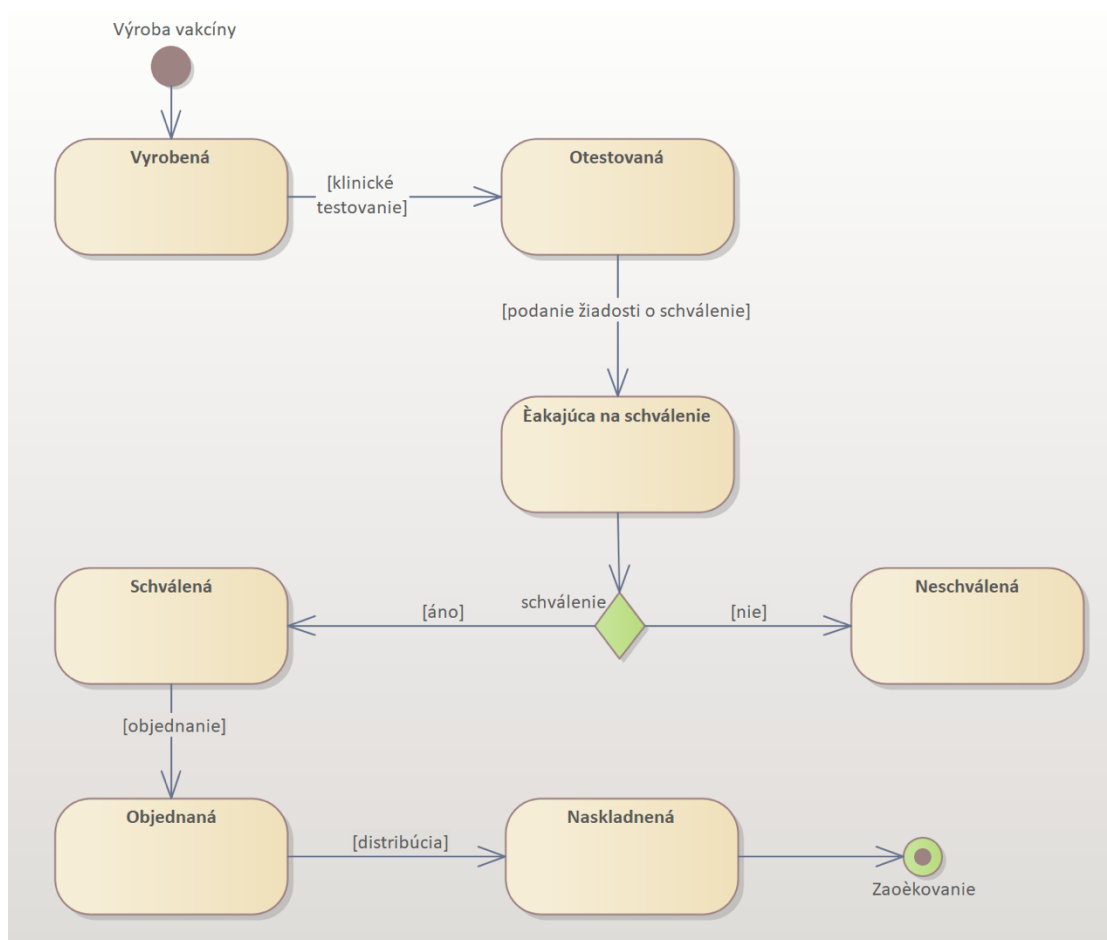 Výroba vakcíny
Vyrobená
[klinické
testovanie]
Otestovaná
[podanie žiadosti o schválenie]
Èakajúca na schválenie
schválenie
[áno]
[nie]
Schválená
Neschválená
[objednanie]
Objednaná
[distribúcia]
Naskladnená
Zaoèkovanie